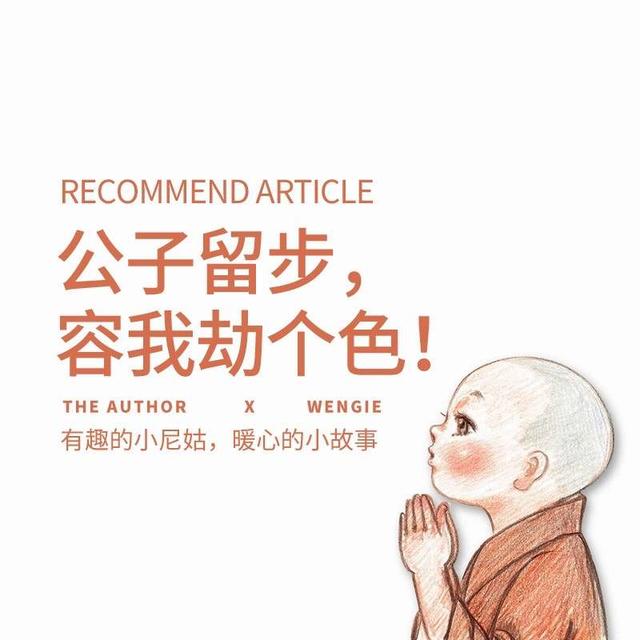 RECOMMEND ARTICLE
公子留步，
容我劫个色！
THE AUTHOR X WENGIE
有趣的小尼姑，暖心的小故事